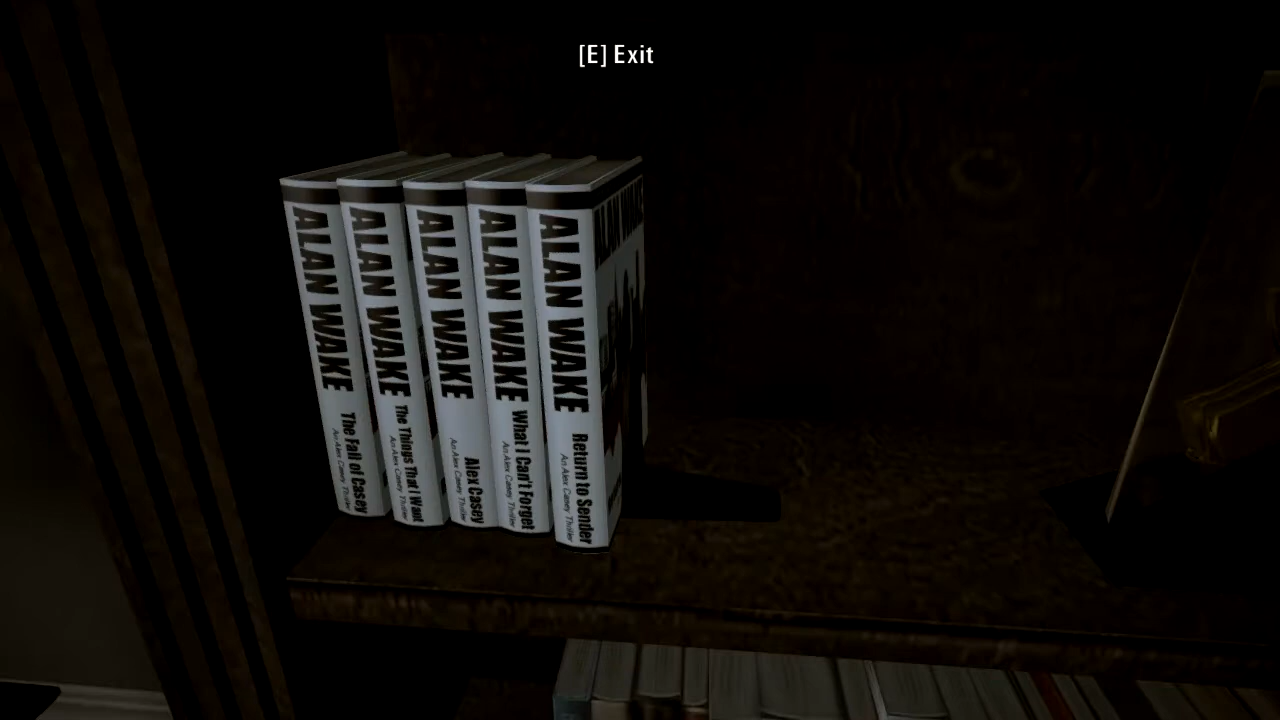 [E] Exit
ALAN WAKE
The Fall of Casey
An Alex Casey Thriller
ALAN WAKE
The Things That I Want
An Alex Casey Thriller
ALAN WAKE
Alex Casey
An Alex Casey Thriller
ALAN WAKE
What I Can't Forget
An Alex Casey Thriller
ALAN WAKE
Return to Sender
An Alex Casey Thriller
ALAN WAKE